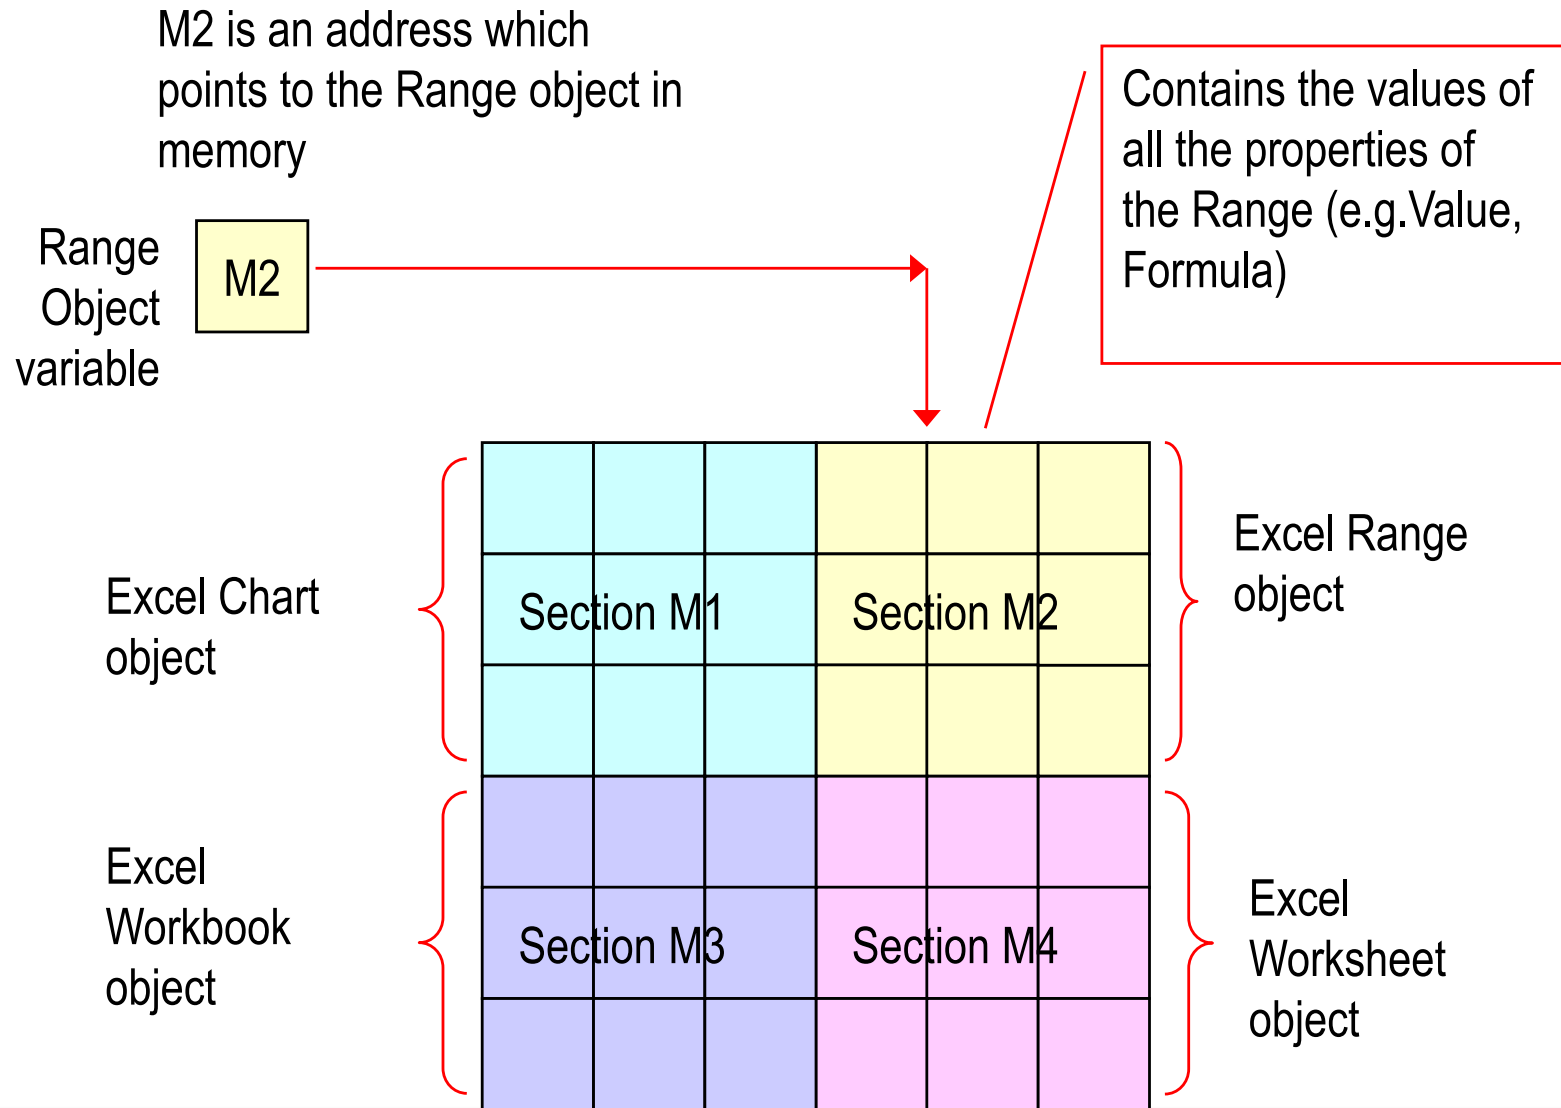 M2 is an address which
points to the Range object in
memory
Contains the values of
all the properties of
the Range (e.g.Value,
Formula)
Range
Object
variable
M2
Excel Chart
object
Section M1
Section M2
Excel Range
object
Excel
Workbook
object
Section M3
Section M4
Excel
Worksheet
object